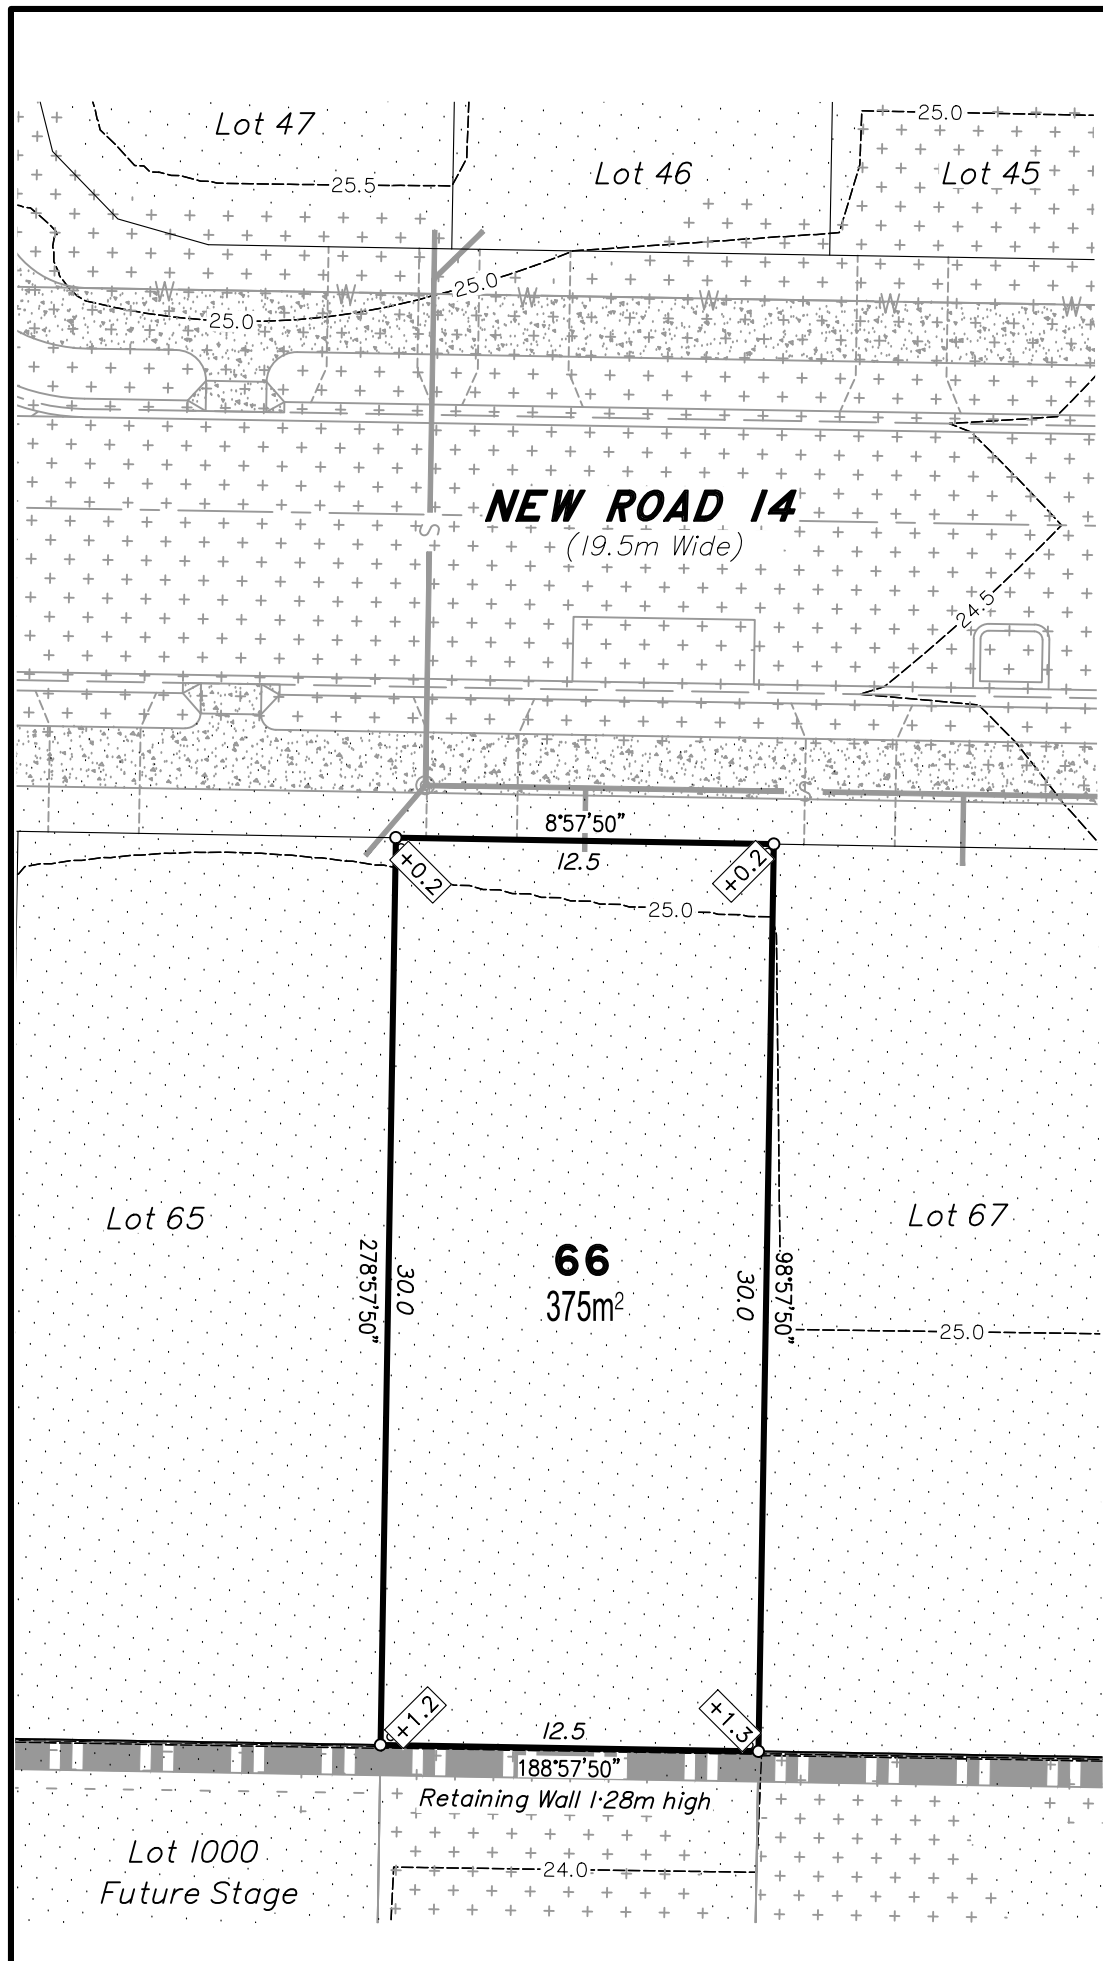 Lot 47
Lot 46
Lot 45
25.0
25.5
25.0
25.0
W W W W W W
NEW ROAD 14
(19.5m Wide)
S
24.5
S
8°57'50"
12.5
+0.2
+0.2
25.0
Lot 65
278°57'50"
30.0
66
375m²
30.0
98°57'50"
Lot 67
25.0
+1.2
12.5
+1.3
188°57'50"
Retaining Wall 1·28m high
Lot 1000
Future Stage
24.0